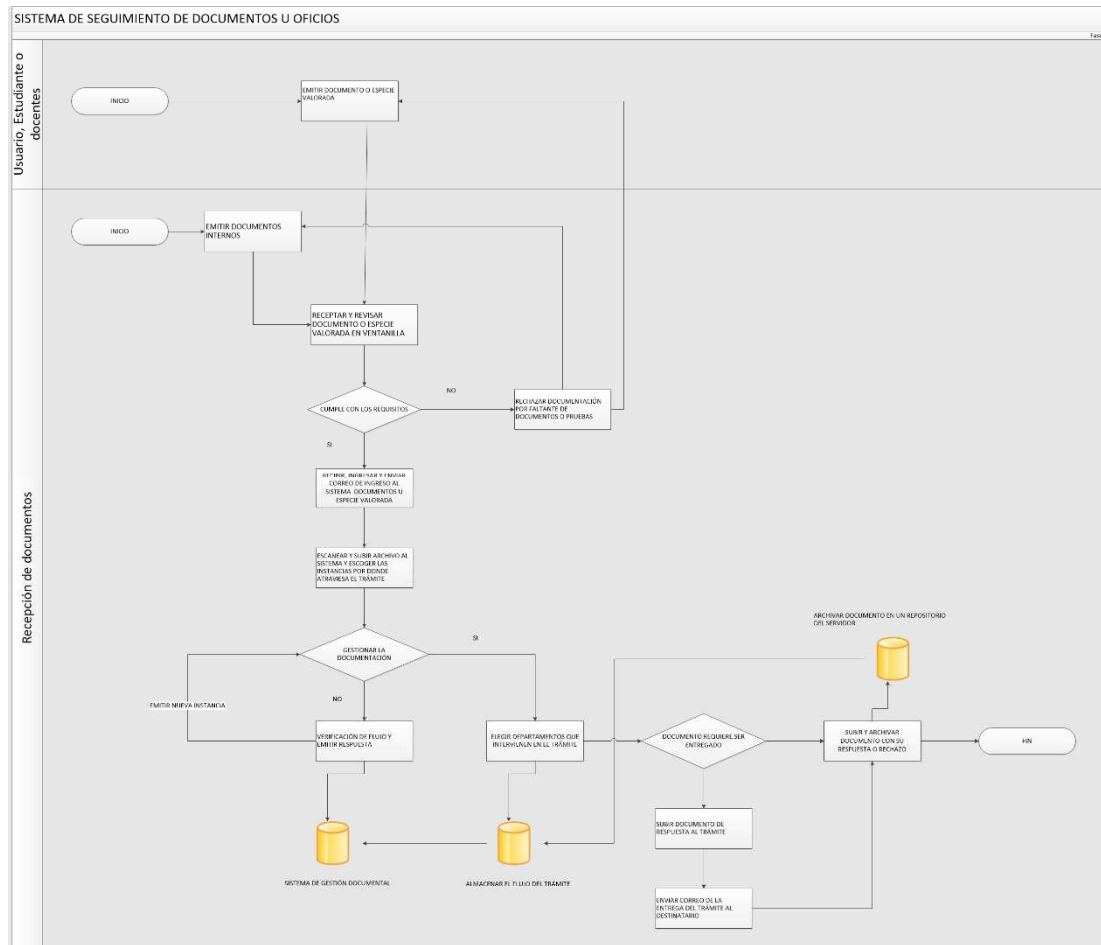 SISTEMA DE SEGUIMIENTO DE DOCUMENTOS U OFICIOS
Fase
Usuario, Estudiante o
docentes
INICIO
EMITIR DOCUMENTO O ESPECIE
VALORADA
Recepción de documentos
INICIO
EMITIR DOCUMENTOS
INTERNOS
RECEPTAR Y REVISAR
DOCUMENTO O ESPECIE
VALORADA EN VENTANILLA
CUMPLE CON LOS REQUISITOS
NO
RECHAZAR DOCUMENTACIÓN
POR FALTANTE DE
DOCUMENTOS O PRUEBAS
SI
RECIBIR, INGRESAR Y ENVIAR
CORREO DE INGRESO AL
SISTEMA DOCUMENTOS U
ESPECIE VALORADA
ESCANEAR Y SUBIR ARCHIVO AL
SISTEMA Y ESCOGER LAS
INSTANCIAS POR DONDE
ATRAVIESA EL TRÁMITE
GESTIONAR LA
DOCUMENTACIÓN
SI
NO
EMITIR NUEVA INSTANCIA
VERIFICACIÓN DE FLUJO Y
EMITIR RESPUESTA
ELEGIR DEPARTAMENTOS QUE
INTERVIENEN EN EL TRÁMITE
DOCUMENTO REQUIERE SER
ENTREGADO
ARCHIVAR DOCUMENTO EN UN REPOSITORIO
DEL SERVIDOR
SUBIR Y ARCHIVAR
DOCUMENTO CON SU
RESPUESTA O RECHAZO
FIN
SUBIR DOCUMENTO DE
RESPUESTA AL TRÁMITE
SISTEMA DE GESTIÓN DOCUMENTAL
ALMACENAR EL FLUJO DEL TRÁMITE
ENVIAR CORREO DE LA
ENTREGA DEL TRÁMITE AL
DESTINATARIO